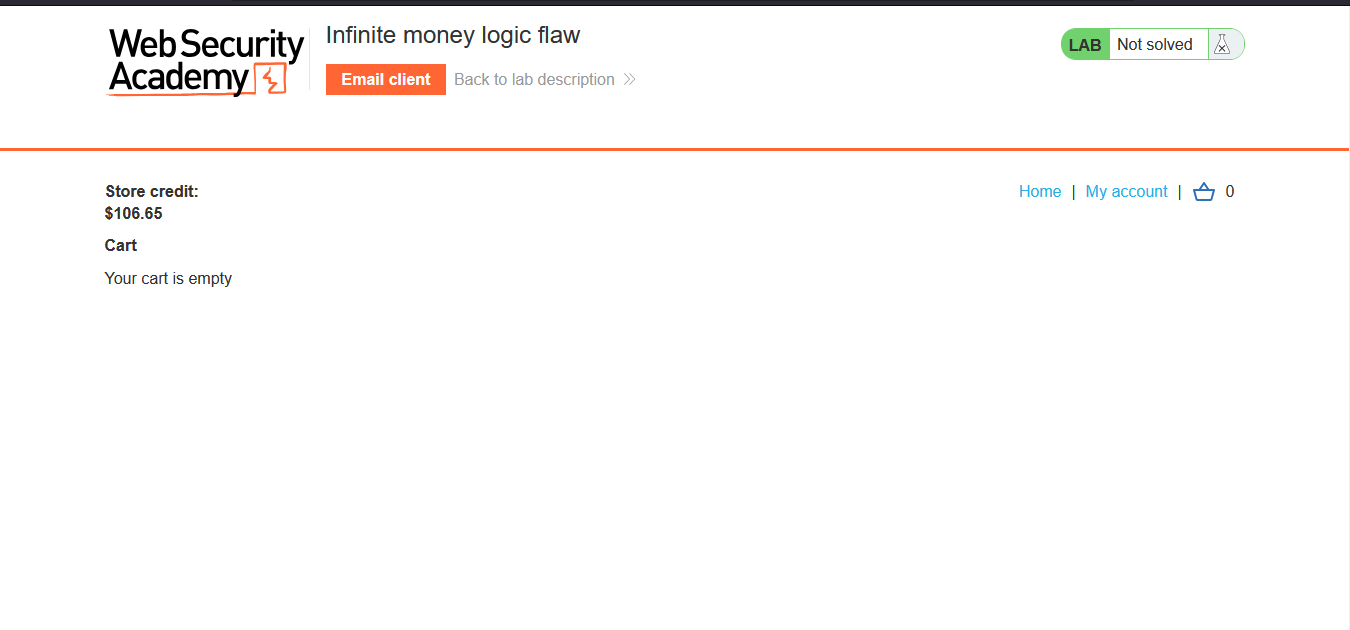 Web Security
Academy
Infinite money logic flaw
Email client
Back to lab description
LAB
Not solved
Store credit:
$106.65
Home | My account | 0
Cart
Your cart is empty